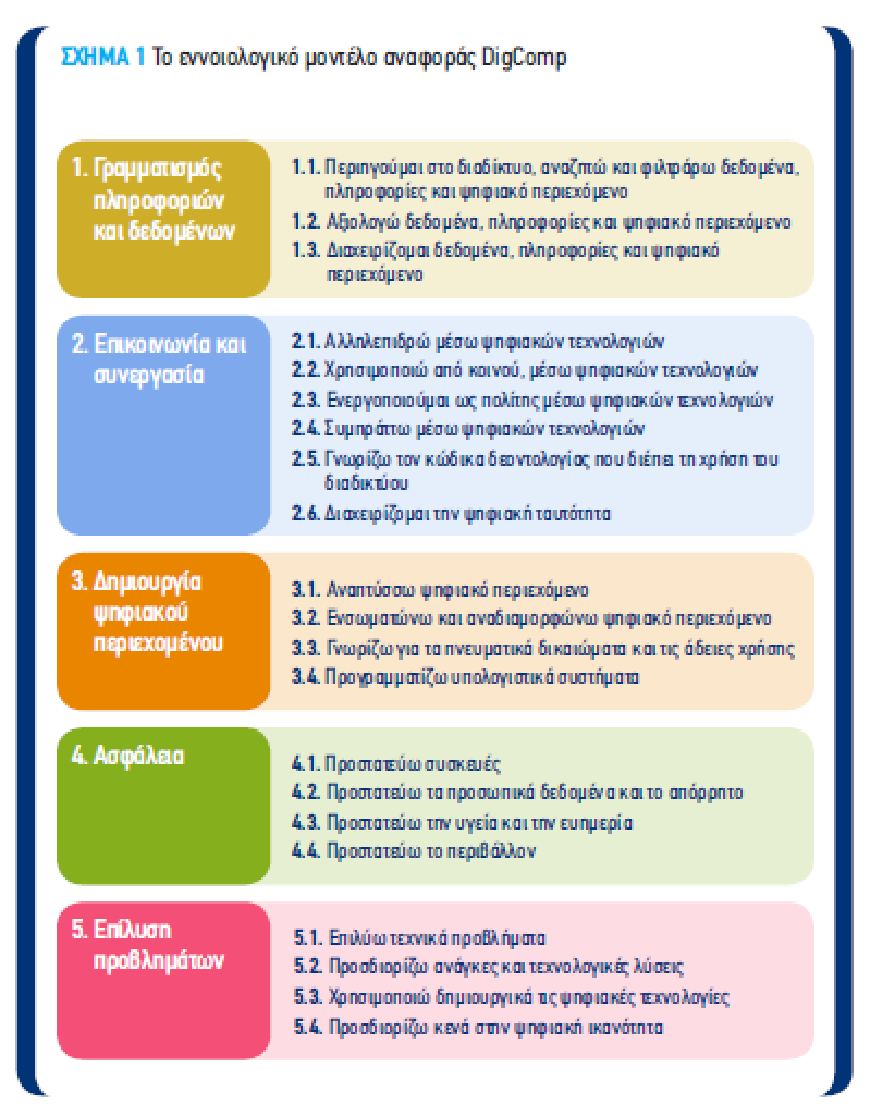 ΣΧΗΜΑ 1 Το εννοιολογικό μοντέλο αναφοράς DigComp
1. Γραμματισμός
πληροφοριών
και δεδομένων
1.1. Περιηγούμαι στο διαδίκτυο, αναζητώ και φιλτράρω δεδομένα,
πληροφορίες και ψηφιακό περιεχόμενο
1.2. Αξιολογώ δεδομένα, πληροφορίες και ψηφιακό περιεχόμενο
1.3. Διαχειρίζομαι δεδομένα, πληροφορίες και ψηφιακό
περιεχόμενο
2. Επικοινωνία και
συνεργασία
2.1. Αλληλεπιδρώ μέσω ψηφιακών τεχνολογιών
2.2. Χρησιμοποιώ από κοινού, μέσω ψηφιακών τεχνολογιών
2.3. Ενεργοποιούμαι ως πολίτης μέσω ψηφιακών τεχνολογιών
2.4. Συμπράττω μέσω ψηφιακών τεχνολογιών
2.5. Γνωρίζω τον κώδικα δεοντολογίας που διέπει τη χρήση του
διαδικτύου
2.6. Διαχειρίζομαι την ψηφιακή ταυτότητα
3. Δημιουργία
ψηφιακού
περιεχομένου
3.1. Αναπτύσσω ψηφιακό περιεχόμενο
3.2. Ενσωματώνω και αναδιαμορφώνω ψηφιακό περιεχόμενο
3.3. Γνωρίζω για τα πνευματικά δικαιώματα και τις άδειες χρήσης
3.4. Προγραμματίζω υπολογιστικά συστήματα
4. Ασφάλεια
4.1. Προστατεύω συσκευές
4.2. Προστατεύω τα προσωπικά δεδομένα και το απόρρητο
4.3. Προστατεύω την υγεία και την ευημερία
4.4. Προστατεύω το περιβάλλον
5. Επίλυση
προβλημάτων
5.1. Επιλύω τεχνικά προβλήματα
5.2. Προσδιορίζω ανάγκες και τεχνολογικές λύσεις
5.3. Χρησιμοποιώ δημιουργικά τις ψηφιακές τεχνολογίες
5.4. Προσδιορίζω κενά στην ψηφιακή ικανότητα